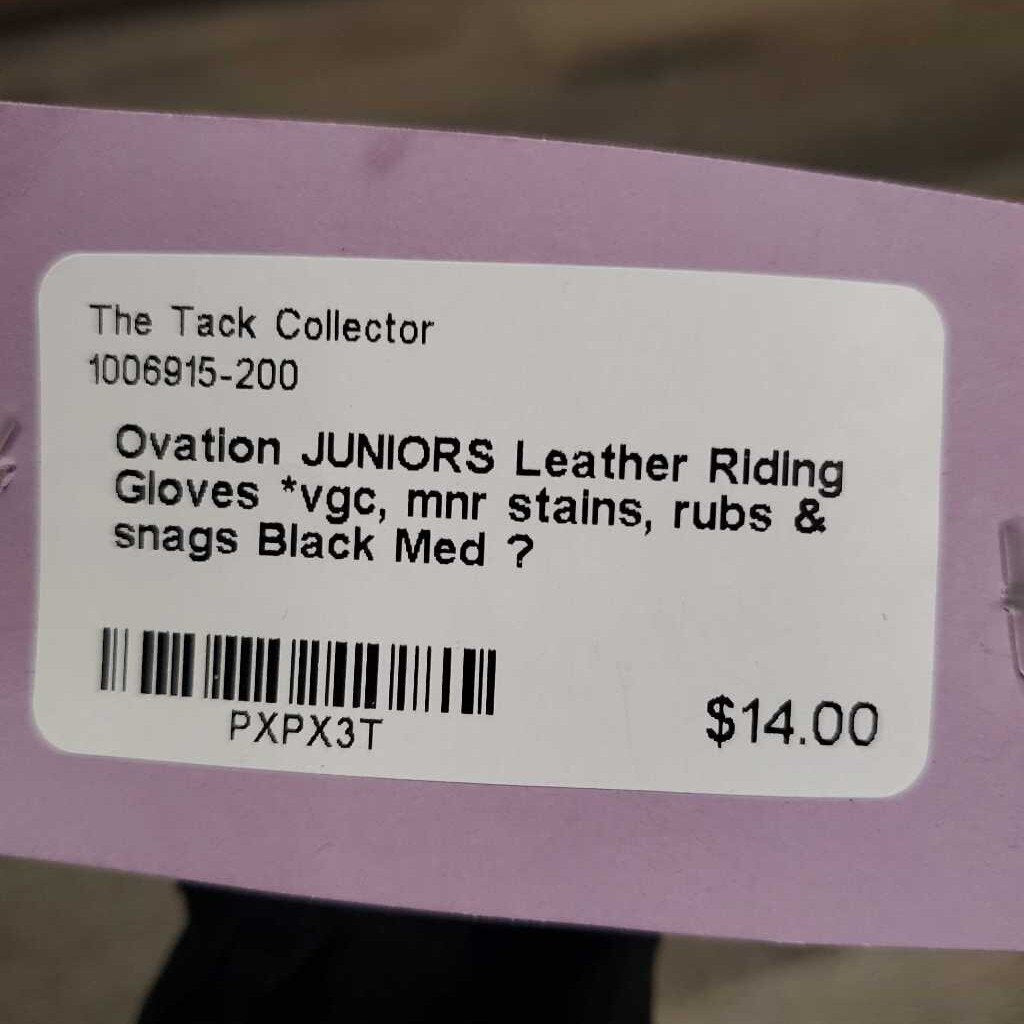 The Tack Collector
1006915-200
Ovation JUNIORS Leather Riding
Gloves *vgc, mnr stains, rubs &
snags Black Med ?
PXPX3T
$14.00